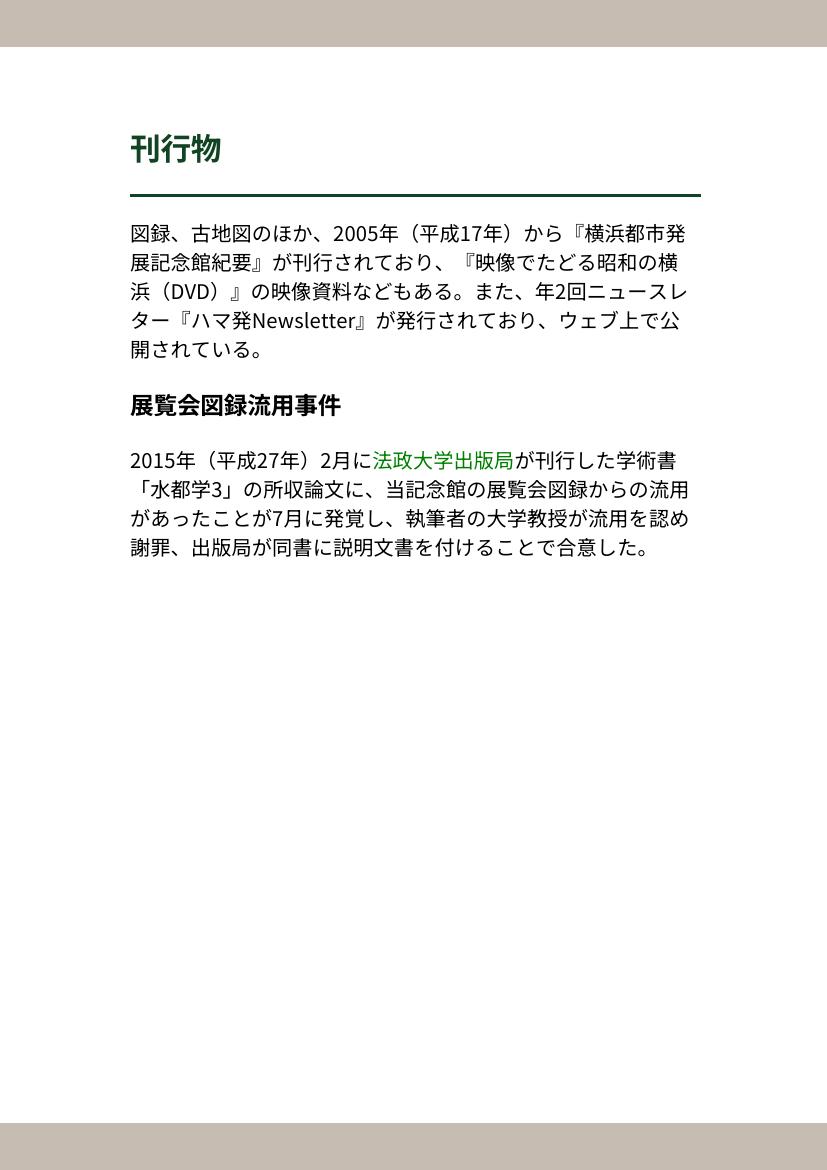 刊行物
図録、古地図のほか、2005年（平成17年）から『横浜都市発
展記念館紀要』が刊行されており、『映像でたどる昭和の横
浜（DVD）』の映像資料などもある。また、年2回ニュースレ
ター『ハマ発Newsletter』が発行されており、ウェブ上で公
開されている。
展覧会図録流用事件
2015年（平成27年）2月に法政大学出版局が刊行した学術書
「水都学3」の所収論文に、当記念館の展覧会図録からの流用
があったことが7月に発覚し、執筆者の大学教授が流用を認め
謝罪、出版局が同書に説明文書を付けることで合意した。